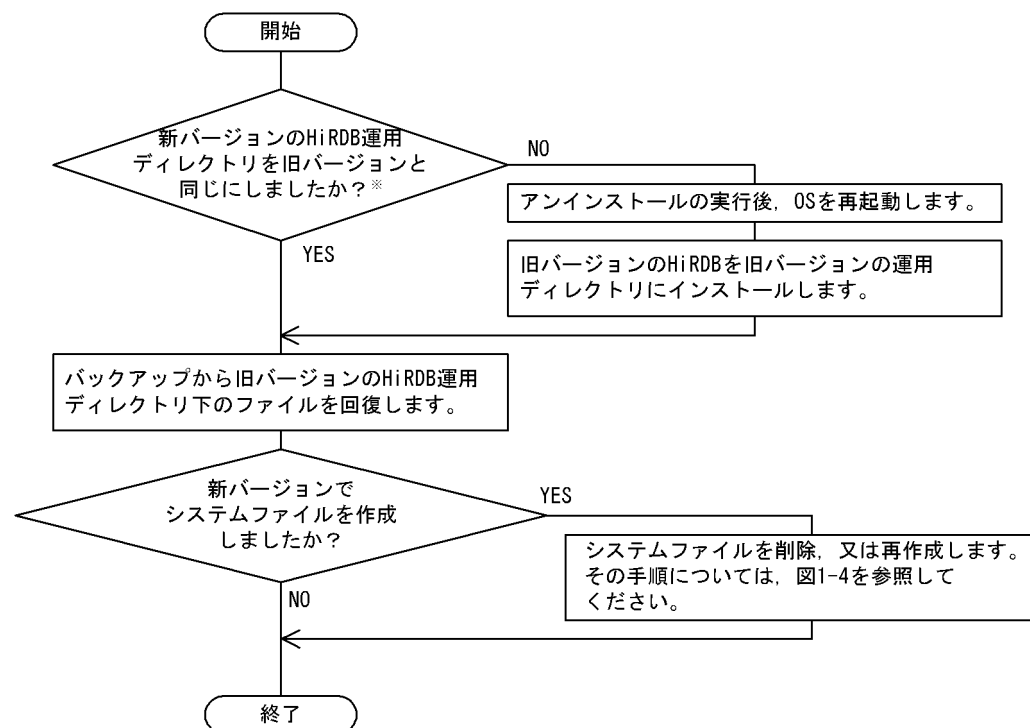 開始
新バージョンのHiRDB運用
ディレクトリを旧バージョンと
同じにしましたか？※
NO
アンインストールの実行後，OSを再起動します。
YES
旧バージョンのHiRDBを旧バージョンの運用
ディレクトリにインストールします。
バックアップから旧バージョンのHiRDB運用
ディレクトリ下のファイルを回復します。
新バージョンで
システムファイルを作成
しましたか？
YES
システムファイルを削除，又は再作成します。
その手順については，図1-4を参照して
ください。
NO
終了